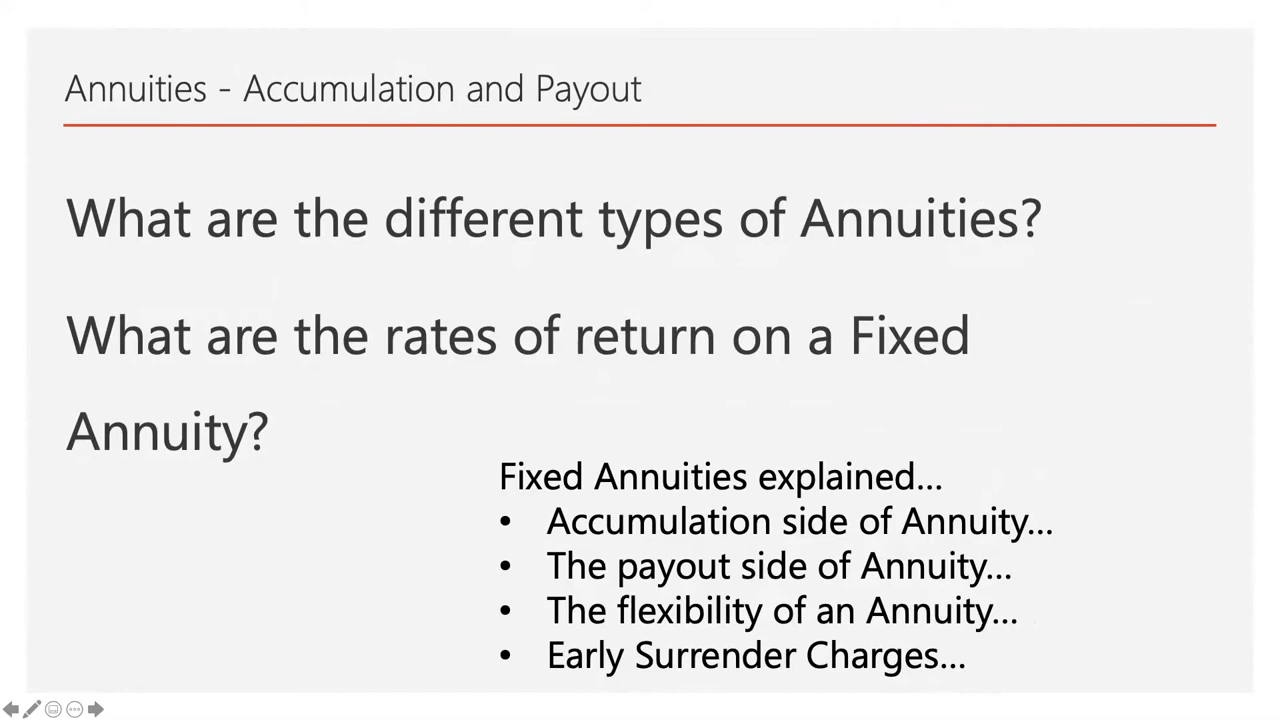 Annuities - Accumulation and Payout
What are the different types of Annuities?
What are the rates of return on a Fixed
Annuity?
Fixed Annuities explained...
• Accumulation side of Annuity...
• The payout side of Annuity...
• The flexibility of an Annuity...
• Early Surrender Charges...